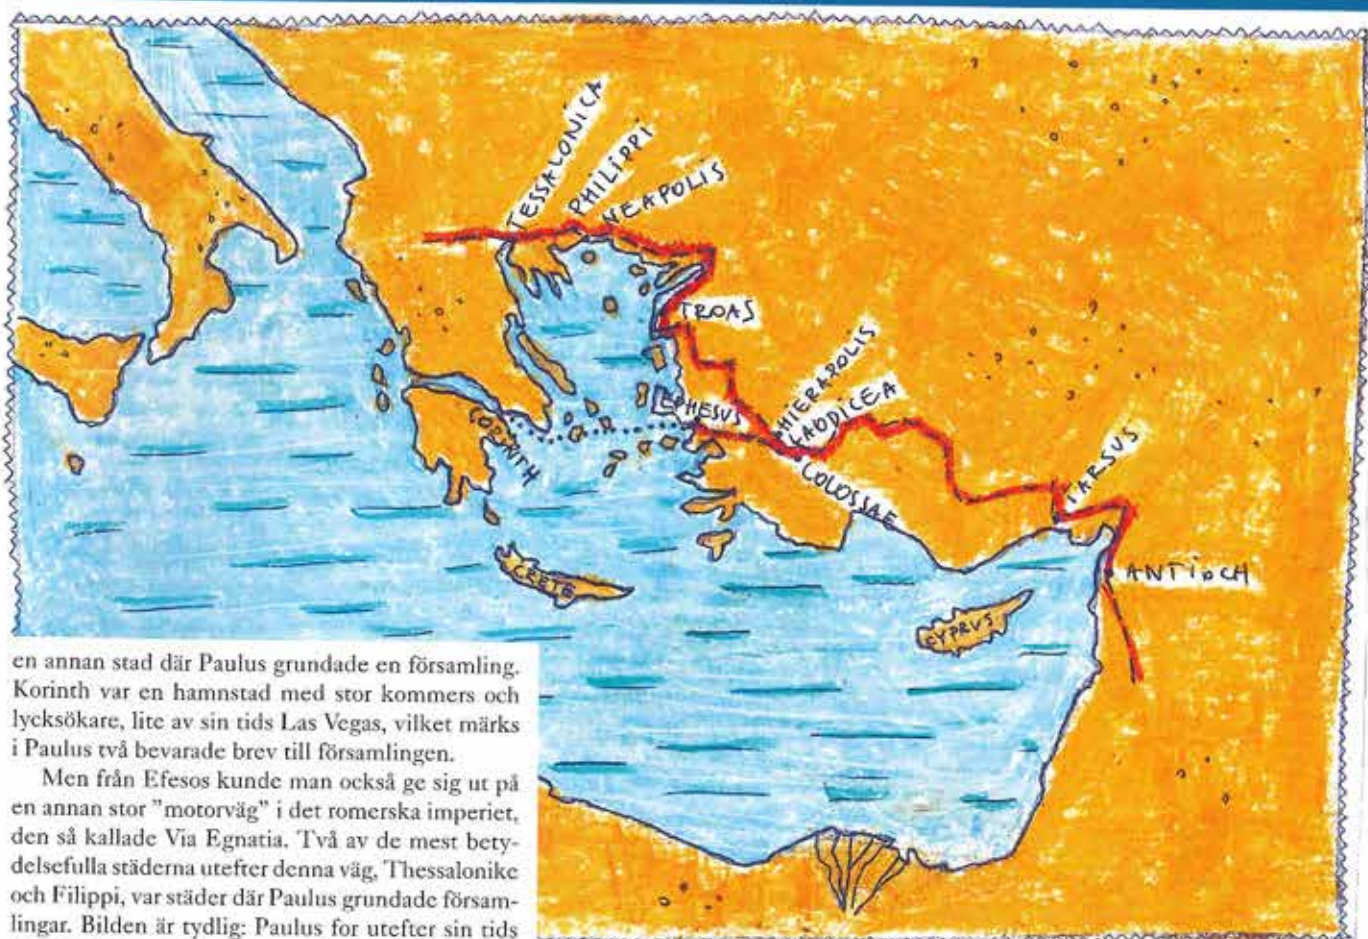 TESSALONICA
PHILIPPI
NEAPOLIS
TROAS
HIERAPOLIS
LAODICEA
EPHESUS
CORINTH
COLOSSAE
TARSUS
ANTIOCH
CRETE
CYPRUS
en annan stad där Paulus grundade en församling.
Korinth var en hamnstad med stor kommers och
lycksökare, lite av sin tids Las Vegas, vilket märks
i Paulus två bevarade brev till församlingen.
Men från Efesos kunde man också ge sig ut på
en annan stor ”motorväg” i det romerska imperiet,
den så kallade Via Egnatia. Två av de mest bety-
delsefulla städerna utefter denna väg, Thessalonike
och Filippi, var städer där Paulus grundade försam-
lingar. Bilden är tydlig: Paulus for utefter sin tids